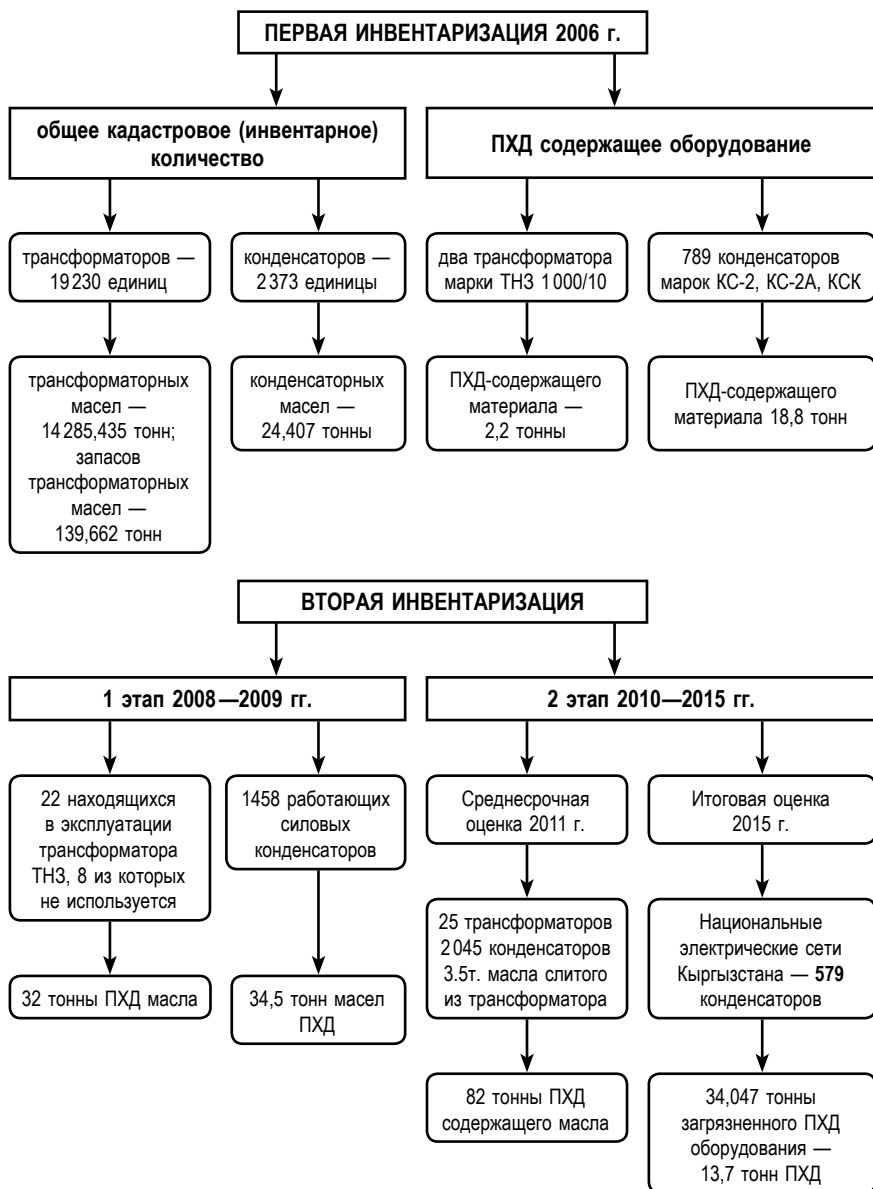 ПЕРВАЯ ИНВЕНТАРИЗАЦИЯ 2006 г.
общее кадастровое (инвентарное)
количество
ПХД содержащее оборудование
трансформаторов —
19 230 единиц
конденсаторов —
2 373 единицы
два трансформатора
марки ТНЗ 1 000/10
789 конденсаторов
марок КС-2, КС-2А, КСК
трансформаторных
масел —
14 285,435 тонн;
запасов
трансформаторных
масел —
139,662 тонн
конденсаторных
масел —
24,407 тонны
ПХД-содержащего
материала —
2,2 тонны
ПХД-содержащего
материала 18,8 тонн
ВТОРАЯ ИНВЕНТАРИЗАЦИЯ
1 этап 2008—2009 гг.
2 этап 2010—2015 гг.
22 находящихся
в эксплуатации
трансформатора
ТНЗ, 8 из которых
не используется
1458 работающих
силовых
конденсаторов
Среднесрочная
оценка 2011 г.
Итоговая оценка
2015 г.
32 тонны ПХД масла
34,5 тонн масел
ПХД
25 трансформаторов
2 045 конденсаторов
3.5т. масла слитого
из трансформатора
Национальные
электрические сети
Кыргызстана — 579
конденсаторов
82 тонны ПХД
содержащего масла
34,047 тонны
загрязненного ПХД
оборудования —
13,7 тонн ПХД